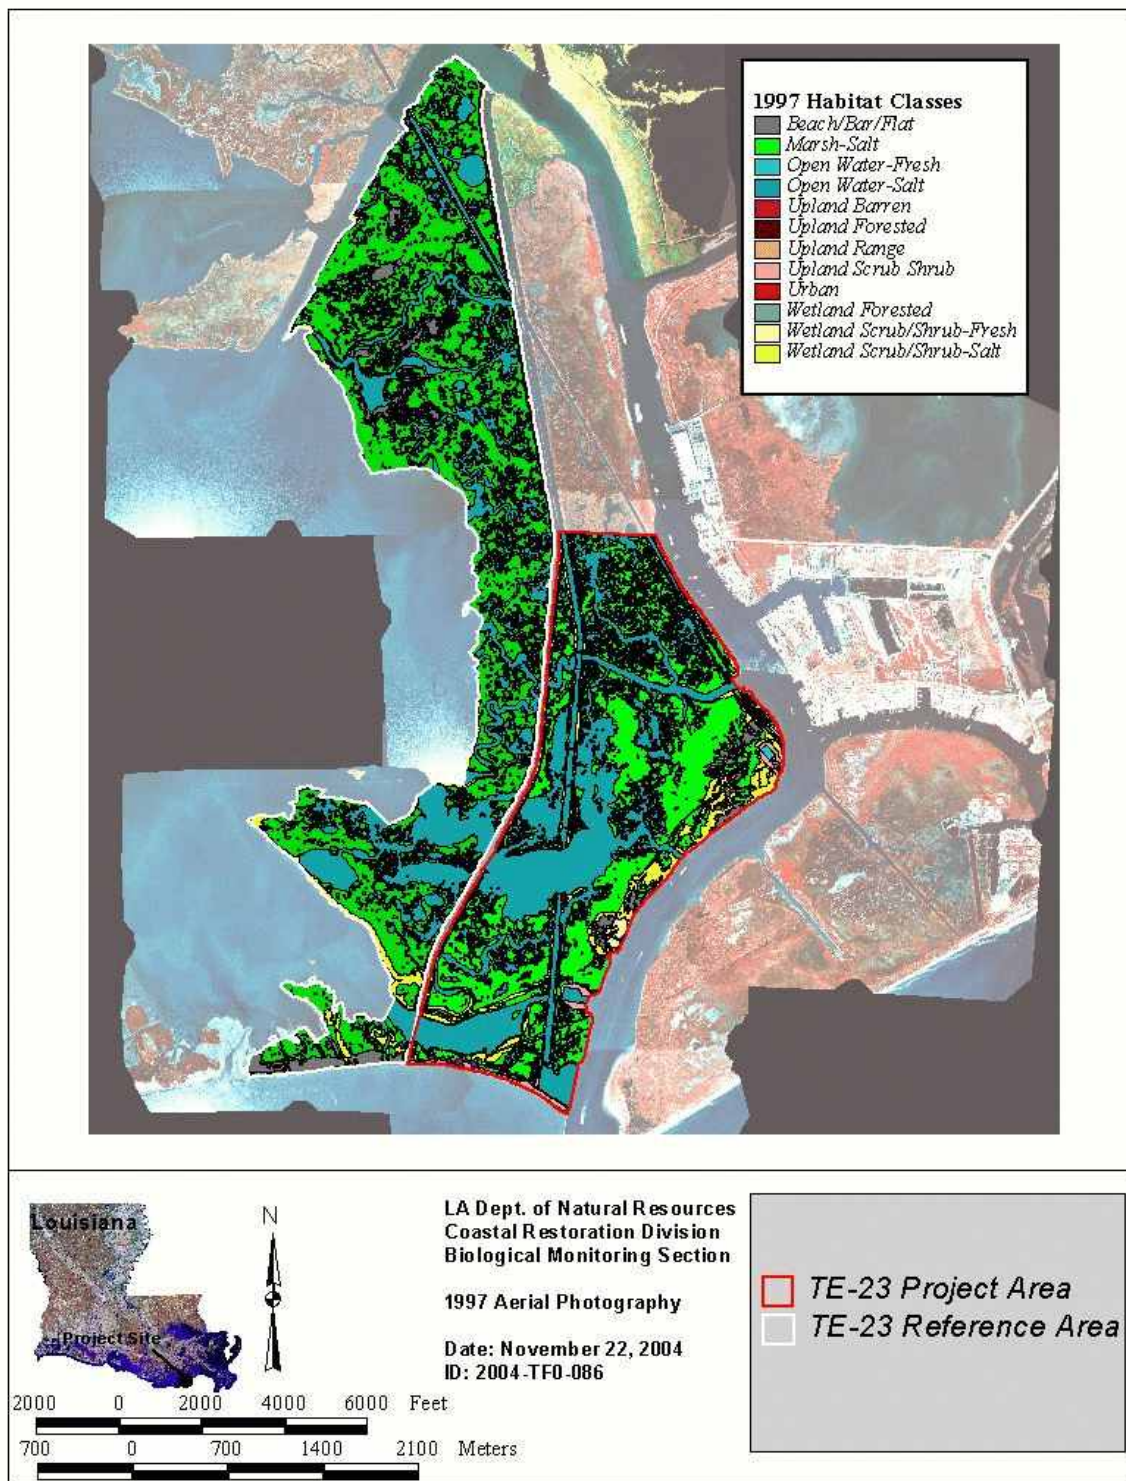 1997 Habitat Classes
Beach/Bar/Flat
Marsh-Salt
Open Water-Fresh
Open Water-Salt
Upland Barren
Upland Forested
Upland Range
Upland Scrub Shrub
Urban
Wetland Forested
Wetland Scrub/Shrub-Fresh
Wetland Scrub/Shrub-Salt
Louisiana
Project Site
N
LA Dept. of Natural Resources
Coastal Restoration Division
Biological Monitoring Section
1997 Aerial Photography
Date: November 22, 2004
ID: 2004-TF0-086
TE-23 Project Area
TE-23 Reference Area
2000 0 2000 4000 6000 Feet
700 0 700 1400 2100 Meters